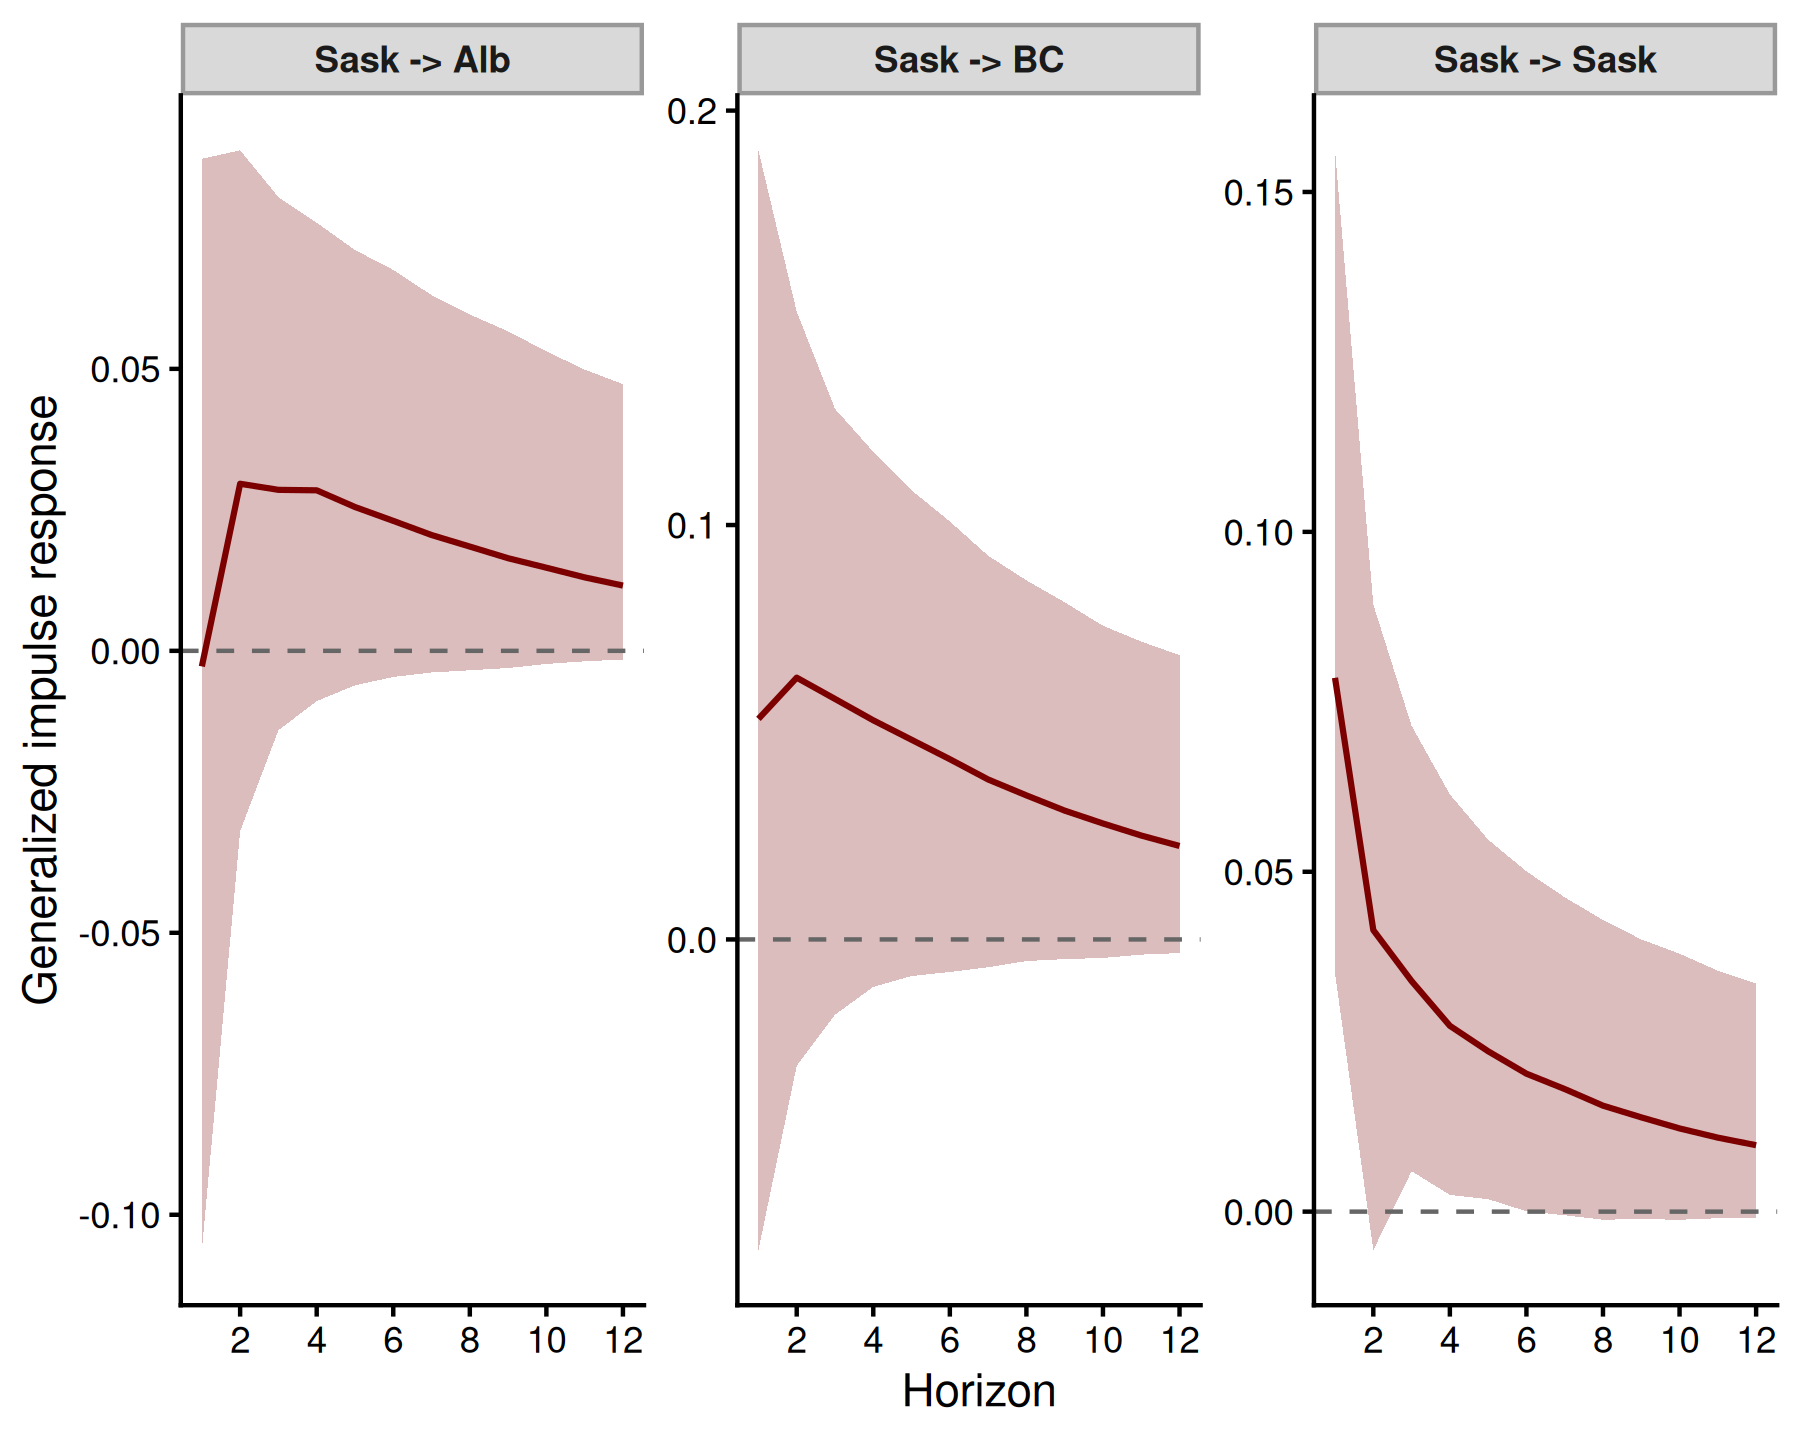 Sask -> Alb
Sask -> BC
Sask -> Sask
Generalized impulse response
0.05
0.00
-0.05
-0.10
0.2
0.1
0.0
0.15
0.10
0.05
0.00
2 4 6 8 10 12
2 4 6 8 10 12
2 4 6 8 10 12
Horizon